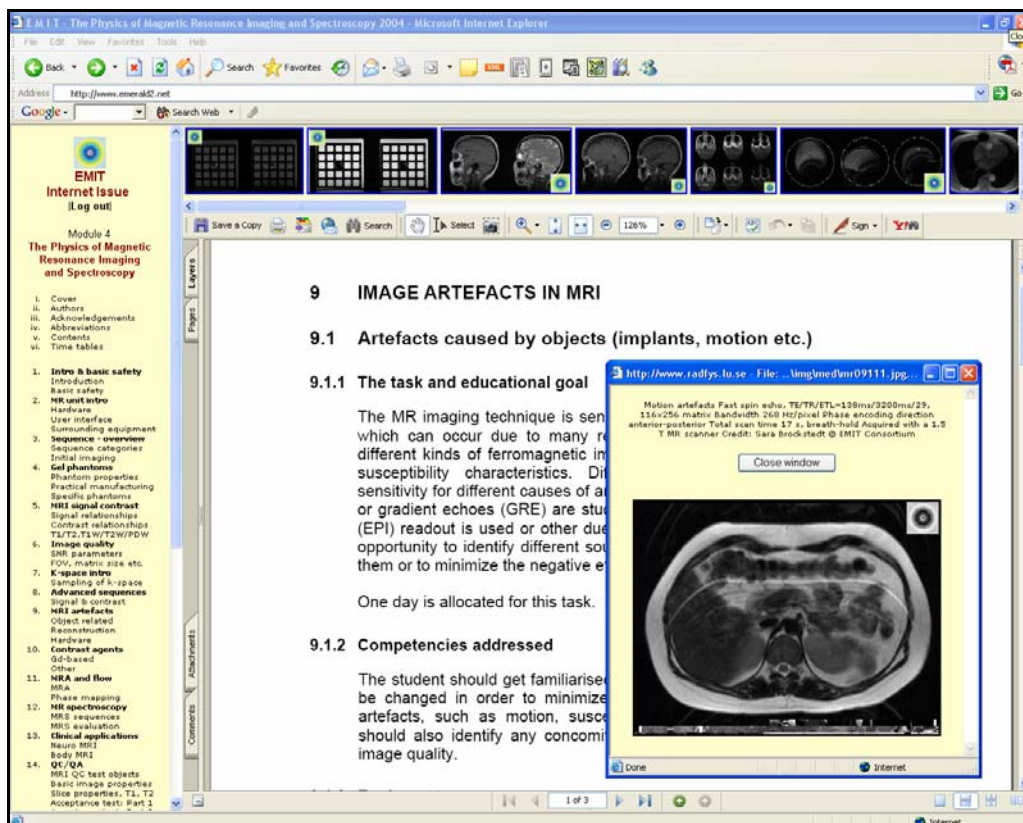 E M I T - The Physics of Magnetic Resonance Imaging and Spectroscopy 2004 - Microsoft Internet Explorer
File Edit View Favorites Tools Help
Back Search Favorites
Address http://www.emerald2.net Go
Google - Search Web
EMIT
Internet Issue
|Log out|
Module 4
The Physics of Magnetic
Resonance Imaging
and Spectroscopy
i. Cover
ii. Authors
iii. Acknowledgements
iv. Abbreviations
v. Contents
vi. Time tables
1. Intro & basic safety
Introduction
Basic safety
2. MR unit intro
Hardware
User interface
Surrounding equipment
3. Sequence - overview
Sequence categories
Initial imaging
4. Gel phantoms
Phantom properties
Practical manufacturing
Specific phantoms
5. MRI signal contrast
Signal relationships
Contrast relationships
T1/T2,T1W/T2W/PDW
6. Image quality
SNR parameters
FOV, matrix size etc.
7. K-space intro
Sampling of k-space
8. Advanced sequences
Signal & contrast
9. MRI artefacts
Object related
Reconstruction
Hardware
10. Contrast agents
Gd-based
Other
11. MRA and flow
MRA
Phase mapping
12. MR spectroscopy
MRS sequences
MRS evaluation
13. Clinical applications
Neuro MRI
Body MRI
14. QC/QA
MRI QC test objects
Basic image properties
Slice properties, T1, T2
Acceptance test: Part 1
Save a Copy Search Select 126% Sign
Layers
Pages
Attachments
Comments
9 IMAGE ARTEFACTS IN MRI
9.1 Artefacts caused by objects (implants, motion etc.)
9.1.1 The task and educational goal
The MR imaging technique is sen
which can occur due to many re
different kinds of ferromagnetic im
susceptibility characteristics. Dif
sensitivity for different causes of ar
or gradient echoes (GRE) are stud
(EPI) readout is used or other due
opportunity to identify different sou
them or to minimize the negative e
One day is allocated for this task.
9.1.2 Competencies addressed
The student should get familiarised
be changed in order to minimize
artefacts, such as motion, susce
should also identify any concomit
image quality.
http://www.radfys.lu.se - File: ...\img\med\mr09111.jpg,...
Motion artefacts Fast spin echo, TE/TR/ETL=138ms/3200ms/29,
116x256 matrix Bandwidth 260 Hz/pixel Phase encoding direction
anterior-posterior Total scan time 17 s, breath-hold Acquired with a 1.5
T MR scanner Credit: Sara Brockstedt @ EMIT Consortium
Close window
Done Internet
1 of 3
Internet